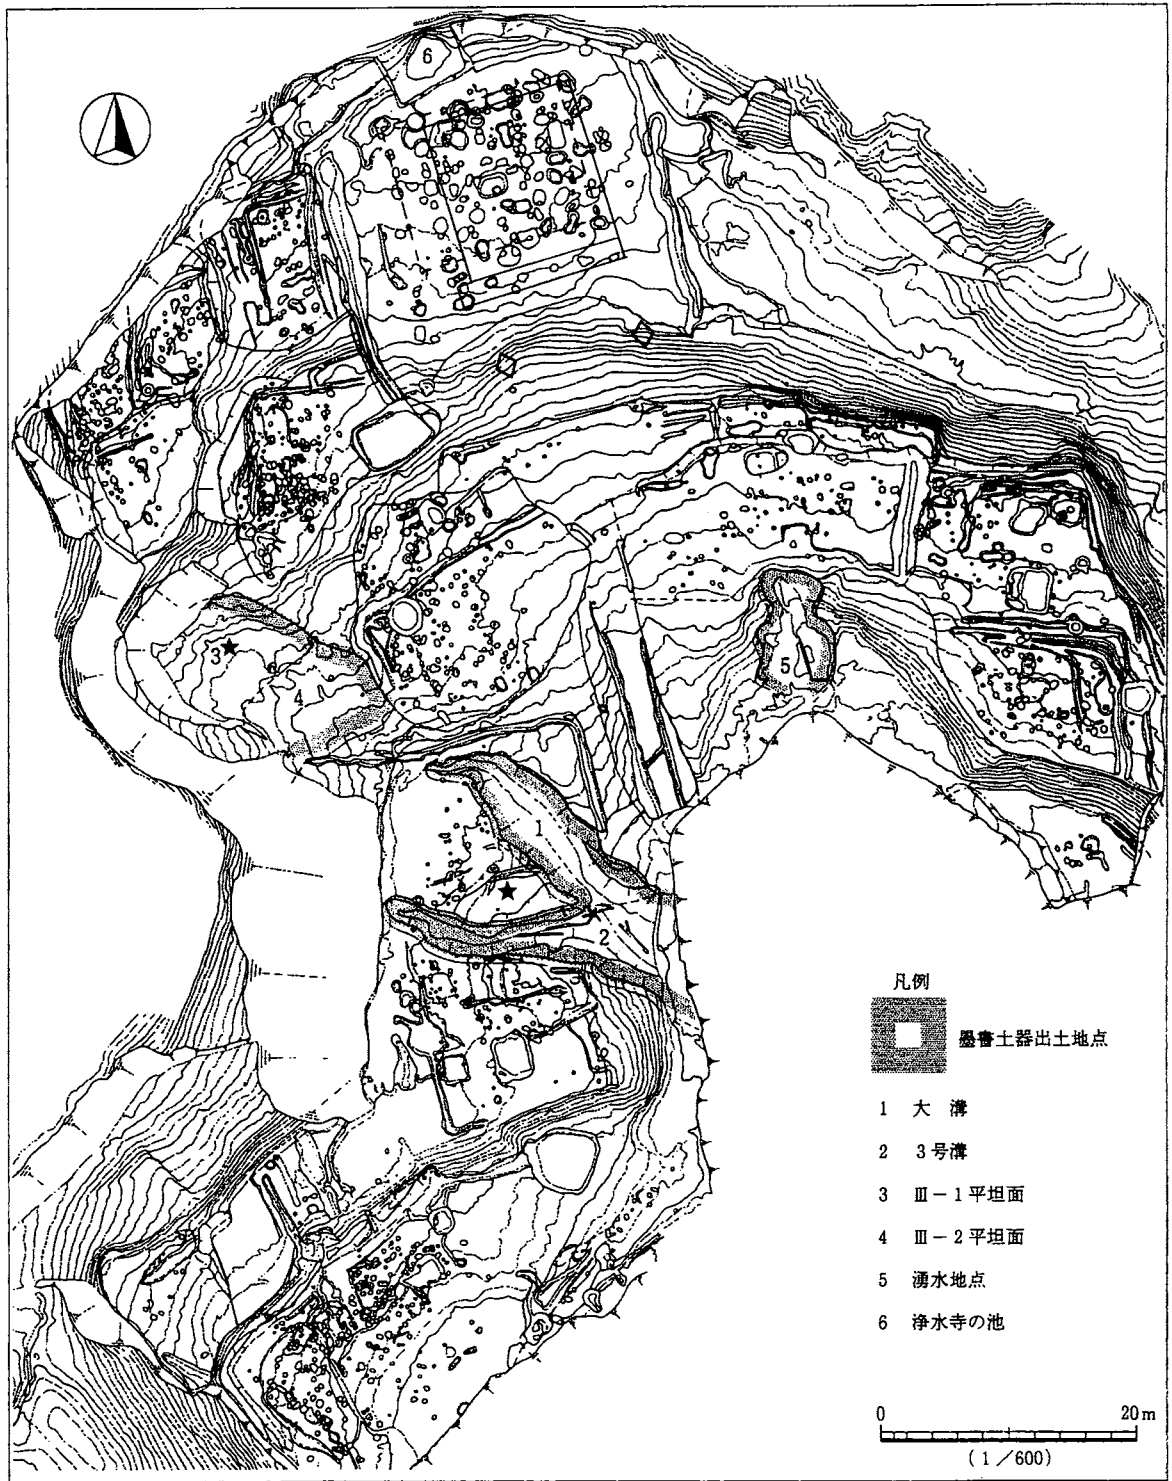 6
3
4
5
1
2
凡例
墨書土器出土地点
1 大溝
2 3号溝
3 Ⅲ－1平坦面
4 Ⅲ－2平坦面
5 湧水地点
6 浄水寺の池
0 20m
(1／600)